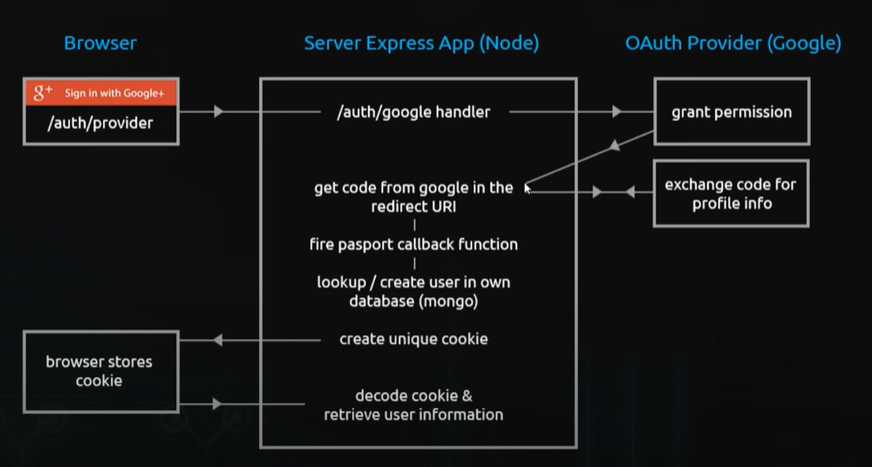 Browser
Server Express App (Node)
OAuth Provider (Google)
g+ Sign in with Google+
/auth/provider
/auth/google handler
grant permission
get code from google in the
redirect URI
exchange code for
profile info
fire pasport callback function
lookup / create user in own
database (mongo)
create unique cookie
browser stores
cookie
decode cookie &
retrieve user information